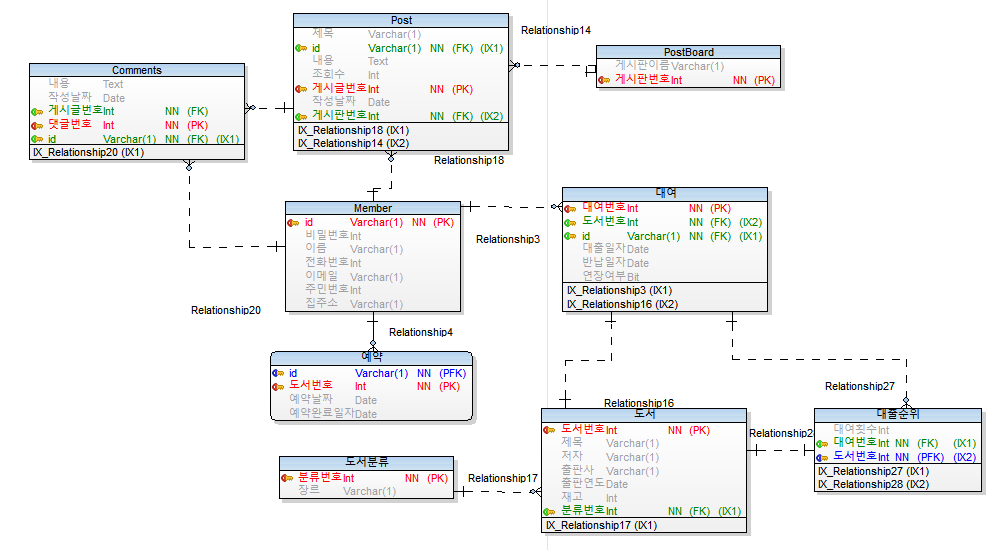 Post
제목 Varchar(1)
id Varchar(1) NN (FK) (IX1)
내용 Text
조회수 Int
게시글번호 Int NN (PK)
작성날짜 Date
게시판번호 Int NN (FK) (IX2)
IX_Relationship18 (IX1)
IX_Relationship14 (IX2)
Relationship14
PostBoard
게시판이름 Varchar(1)
게시판번호 Int NN (PK)
Comments
내용 Text
작성날짜 Date
게시글번호 Int NN (FK)
댓글번호 Int NN (PK)
id Varchar(1) NN (FK) (IX1)
IX_Relationship20 (IX1)
Relationship18
Member
id Varchar(1) NN (PK)
비밀번호 Int
이름 Varchar(1)
전화번호 Int
이메일 Varchar(1)
주민번호 Int
집주소 Varchar(1)
Relationship3
대여
대여번호 Int NN (PK)
도서번호 Int NN (FK) (IX2)
id Varchar(1) NN (FK) (IX1)
대출일자 Date
반납일자 Date
연장여부 Bit
IX_Relationship3 (IX1)
IX_Relationship16 (IX2)
Relationship20
Relationship4
예약
id Varchar(1) NN (PFK)
도서번호 Int NN (PK)
예약날짜 Date
예약완료일자 Date
Relationship27
Relationship16
도서
도서번호 Int NN (PK)
제목 Varchar(1)
저자 Varchar(1)
출판사 Varchar(1)
출판연도 Date
재고 Int
분류번호 Int NN (FK) (IX1)
IX_Relationship17 (IX1)
Relationship2
대출순위
대여횟수 Int
대여번호 Int NN (FK) (IX1)
도서번호 Int NN (PFK) (IX2)
IX_Relationship27 (IX1)
IX_Relationship28 (IX2)
도서분류
분류번호 Int NN (PK)
장르 Varchar(1)
Relationship17